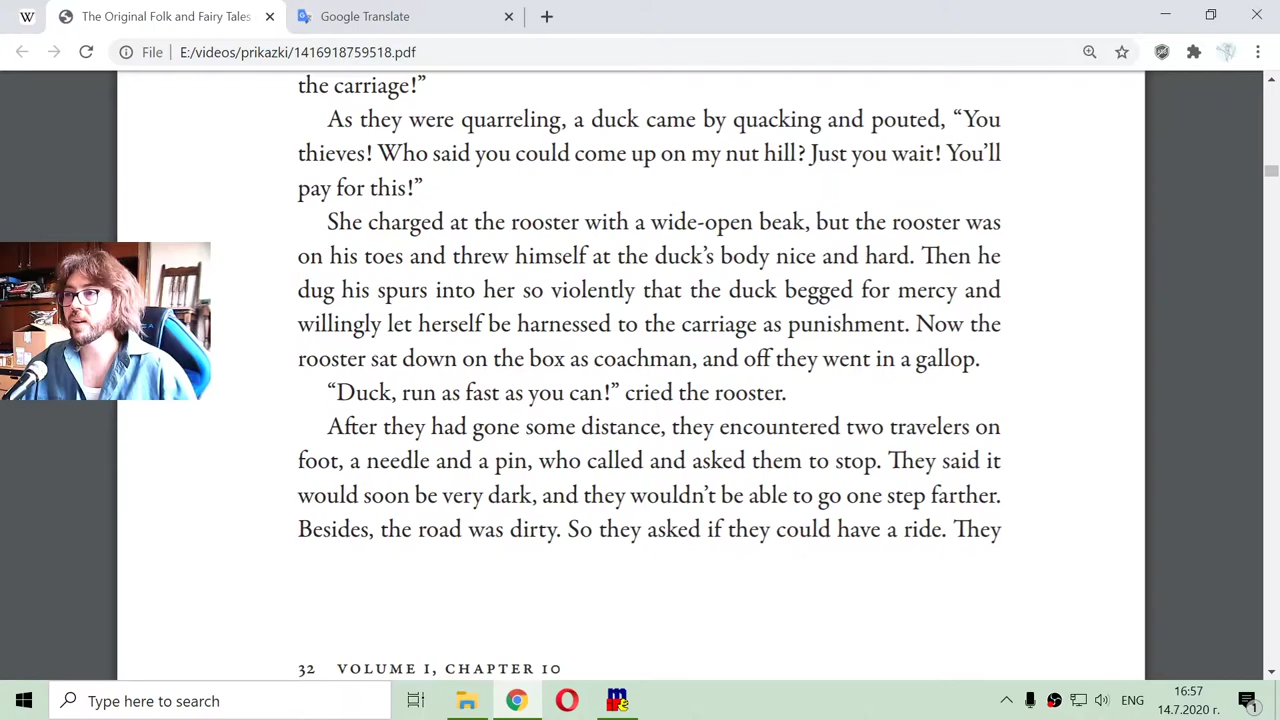 The Original Folk and Fairy Tales
Google Translate
File
E:/videos/prikazki/1416918759518.pdf
the carriage!”
As they were quarreling, a duck came by quacking and pouted, “You
thieves! Who said you could come up on my nut hill? Just you wait! You’ll
pay for this!”
She charged at the rooster with a wide-open beak, but the rooster was
on his toes and threw himself at the duck’s body nice and hard. Then he
dug his spurs into her so violently that the duck begged for mercy and
willingly let herself be harnessed to the carriage as punishment. Now the
rooster sat down on the box as coachman, and off they went in a gallop.
“Duck, run as fast as you can!” cried the rooster.
After they had gone some distance, they encountered two travelers on
foot, a needle and a pin, who called and asked them to stop. They said it
would soon be very dark, and they wouldn’t be able to go one step farther.
Besides, the road was dirty. So they asked if they could have a ride. They
32 VOLUME I, CHAPTER 10
Type here to search
ENG
16:57
14.7.2020 г.
1